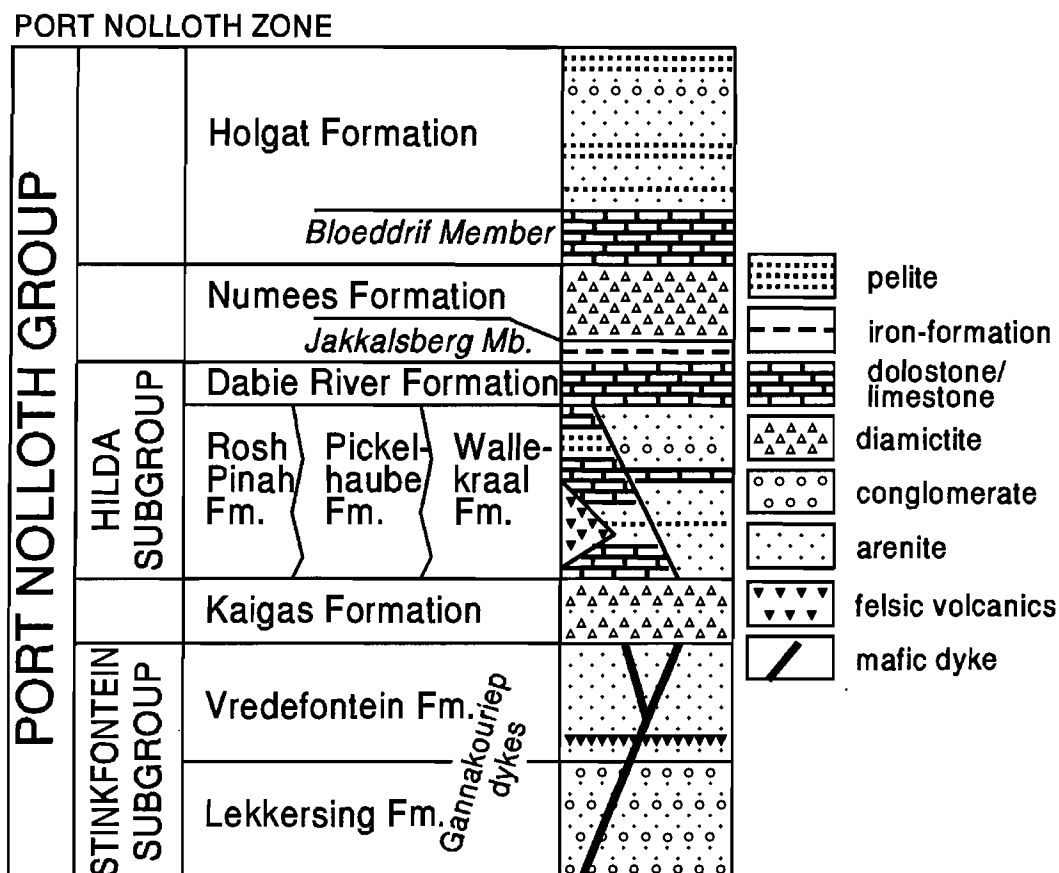 PORT NOLLOTH ZONE
PORT NOLLOTH GROUP
Holgat Formation
Bloeddrif Member
Numees Formation
Jakkalsberg Mb.
HILDA
SUBGROUP
Dabie River Formation
Rosh
Pinah
Fm.
Pickel-
haube
Fm.
Walle-
kraal
Fm.
Kaigas Formation
STINKFONTEIN
SUBGROUP
Vredefontein Fm.
Gannakouriep
dykes
Lekkersing Fm.
pelite
iron-formation
dolostone/
limestone
diamictite
conglomerate
arenite
felsic volcanics
mafic dyke